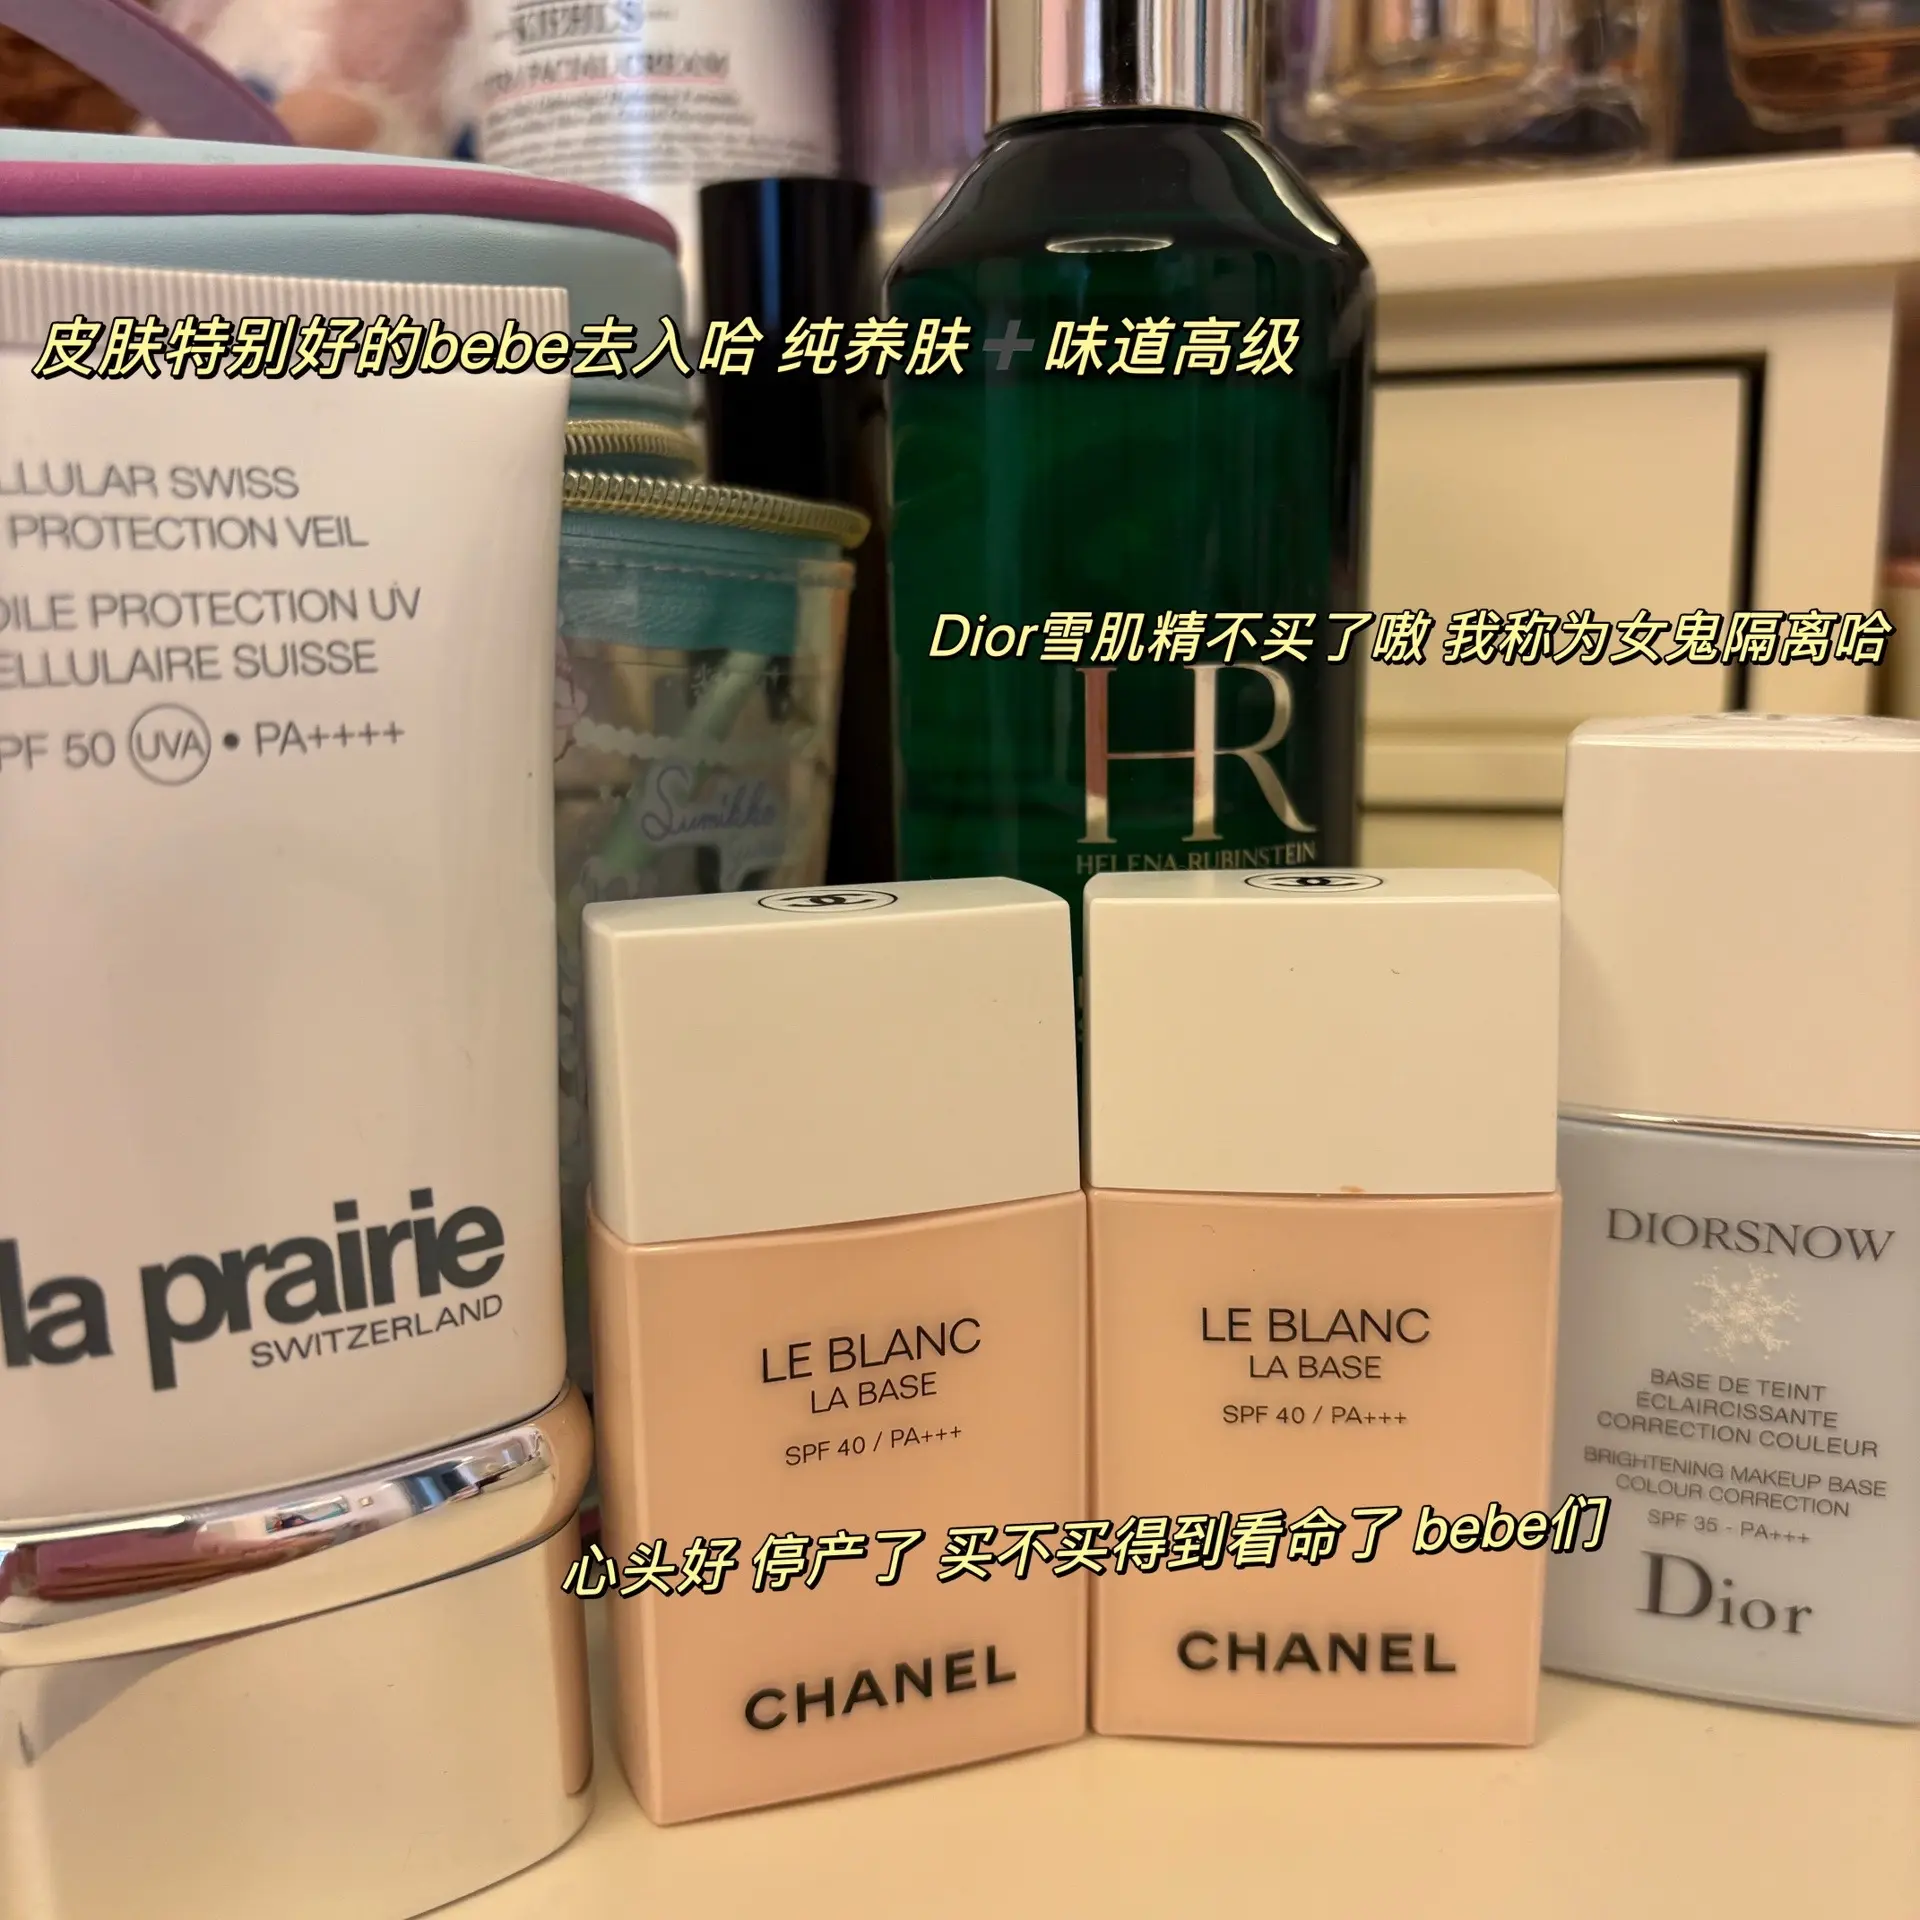 KIEHL'S
FACIAL CREAM
皮肤特别好的bebe去入哈 纯养肤➕味道高级
LLULAR SWISS
PROTECTION VEIL
OILE PROTECTION UV
ELLULAIRE SUISSE
PF 50 UVA • PA++++
la prairie
SWITZERLAND
Sumikko
Dior雪肌精不买了嗷 我称为女鬼隔离哈
HR
HELENA RUBINSTEIN
LE BLANC
LA BASE
SPF 40 / PA+++
CHANEL
LE BLANC
LA BASE
SPF 40 / PA+++
CHANEL
心头好 停产了 买不买得到看命了 bebe们
DIORSNOW
BASE DE TEINT
ÉCLAIRCISSANTE
CORRECTION COULEUR
BRIGHTENING MAKEUP BASE
COLOUR CORRECTION
SPF 35 - PA+++
Dior